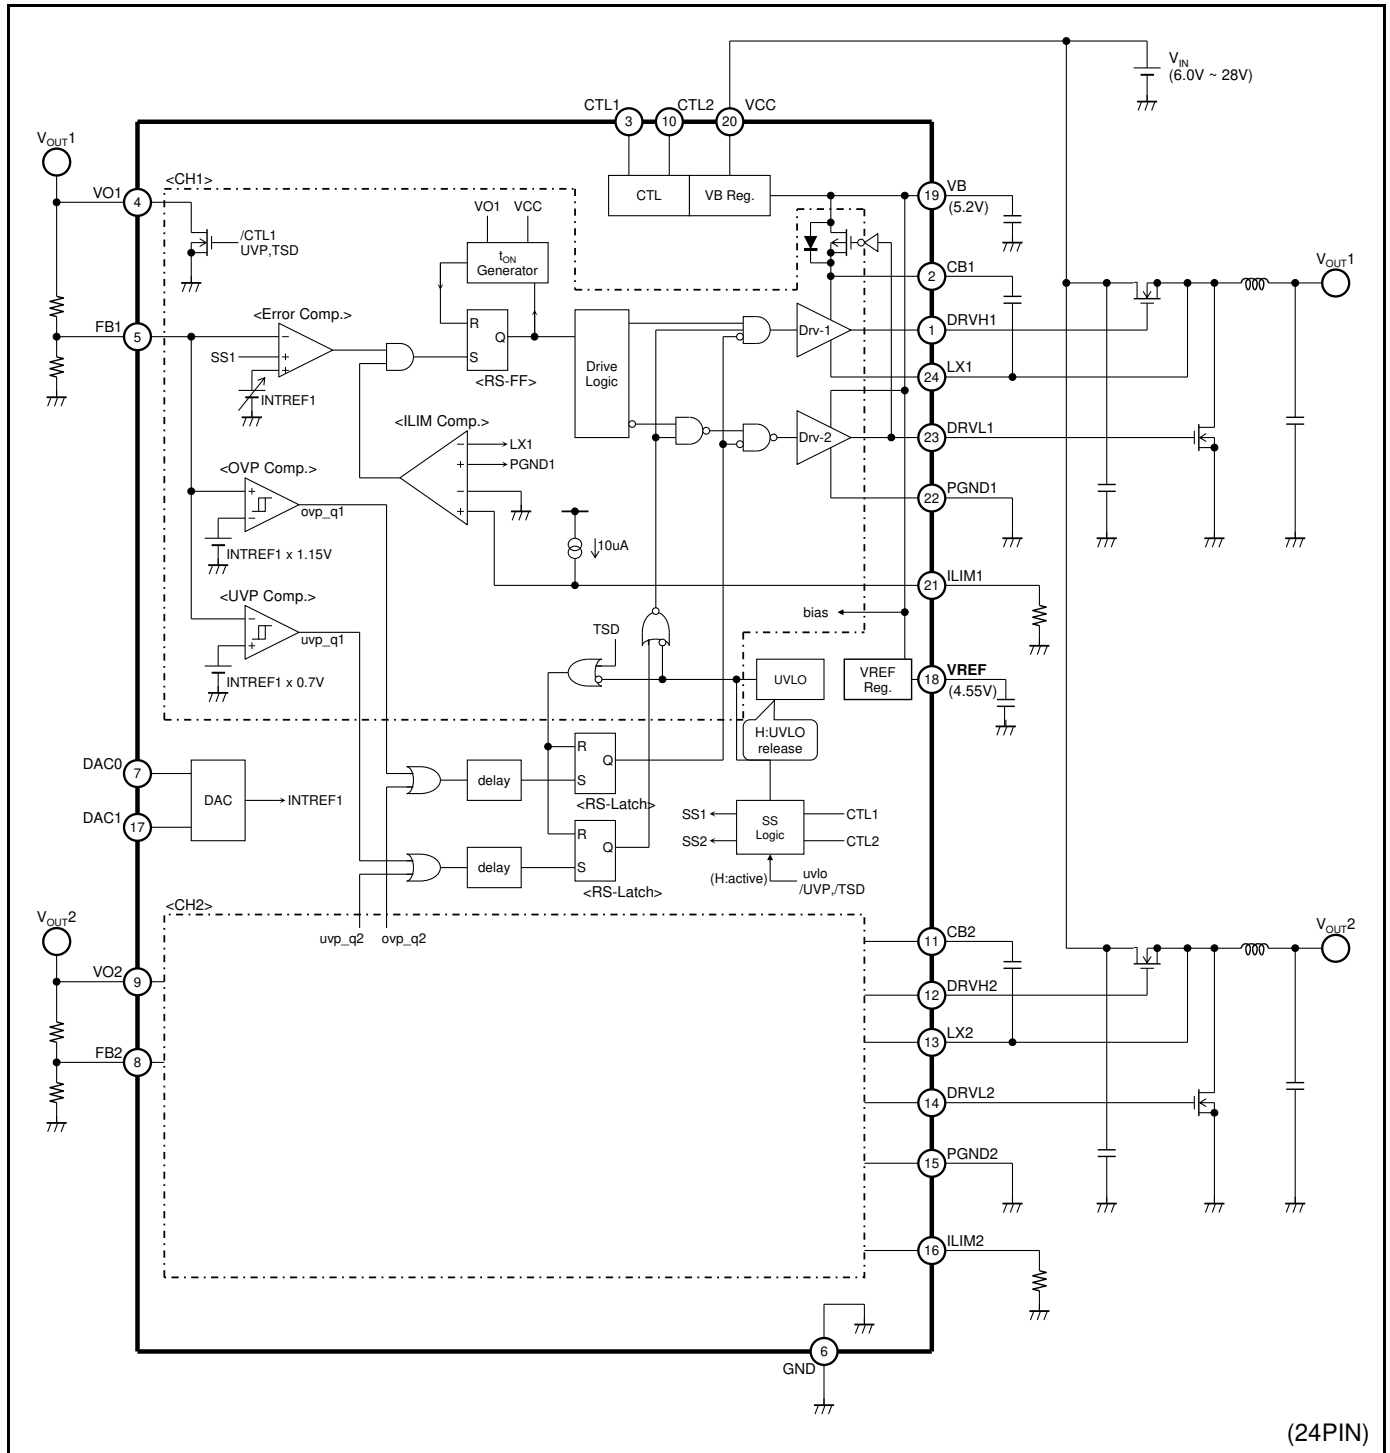 V_IN
(6.0V ~ 28V)
CTL1
CTL2
VCC
3
10
20
V_OUT1
VO1
4
<CH1>
CTL
VB Reg.
19
VB
(5.2V)
/CTL1
UVP,TSD
VO1
VCC
t_ON
Generator
2
CB1
V_OUT1
FB1
5
<Error Comp.>
−
SS1
+
+
INTREF1
R
Q
S
<RS-FF>
Drive
Logic
Drv-1
1
DRVH1
24
LX1
<ILIM Comp.>
−
LX1
+
PGND1
−
+
Drv-2
23
DRVL1
<OVP Comp.>
+
−
ovp_q1
INTREF1 x 1.15V
22
PGND1
10uA
21
ILIM1
<UVP Comp.>
−
+
uvp_q1
INTREF1 x 0.7V
bias
TSD
UVLO
VREF
Reg.
18
VREF
(4.55V)
H:UVLO
release
DAC0
7
DAC1
17
DAC
INTREF1
delay
R
Q
S
<RS-Latch>
SS1
SS2
SS
Logic
CTL1
CTL2
delay
R
Q
S
<RS-Latch>
(H:active)
uvlo
/UVP,/TSD
<CH2>
uvp_q2
ovp_q2
V_OUT2
VO2
9
FB2
8
11
CB2
V_OUT2
12
DRVH2
13
LX2
14
DRVL2
15
PGND2
16
ILIM2
6
GND
(24PIN)